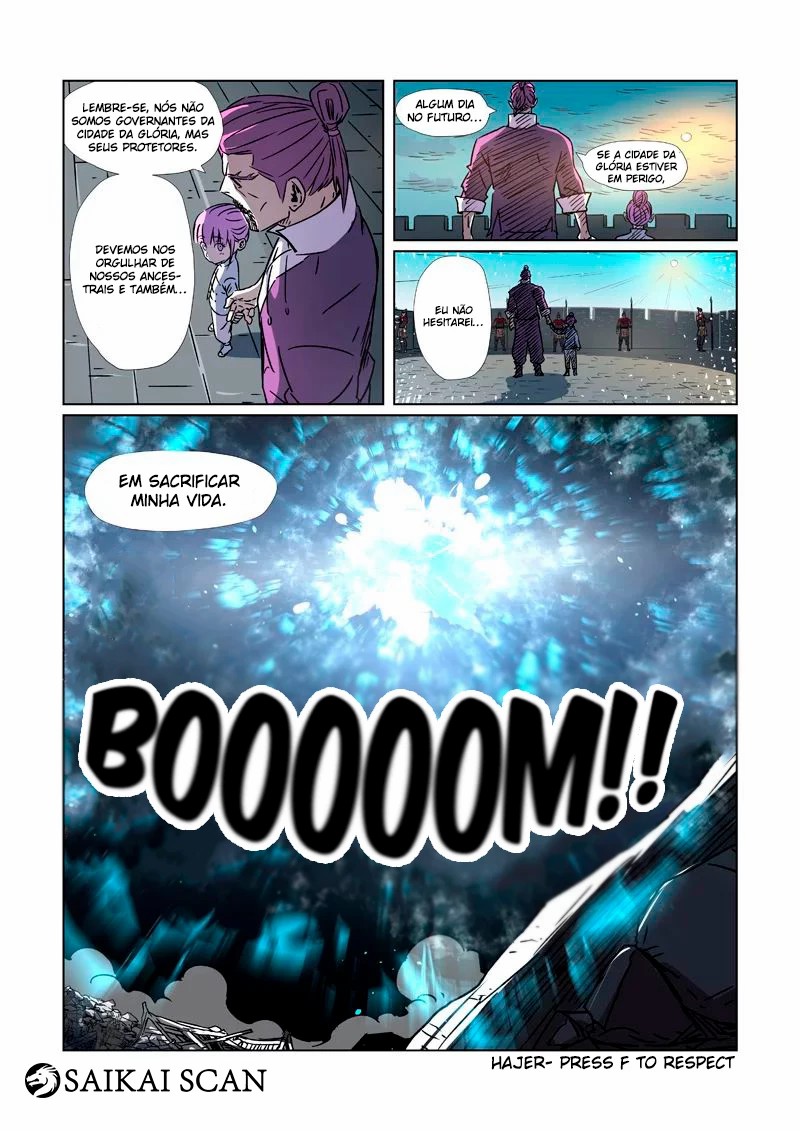 LEMBRE-SE, NÓS NÃO
SOMOS GOVERNANTES DA
CIDADE DA GLÓRIA, MAS
SEUS PROTETORES.
DEVEMOS NOS
ORGULHAR DE
NOSSOS ANCES-
TRAIS E TAMBÉM...
ALGUM DIA
NO FUTURO...
SE A CIDADE DA
GLÓRIA ESTIVER
EM PERIGO,
EU NÃO
HESITAREI...
EM SACRIFICAR
MINHA VIDA.
BOOOOOM!!
HAJER- PRESS F TO RESPECT
SAIKAI SCAN